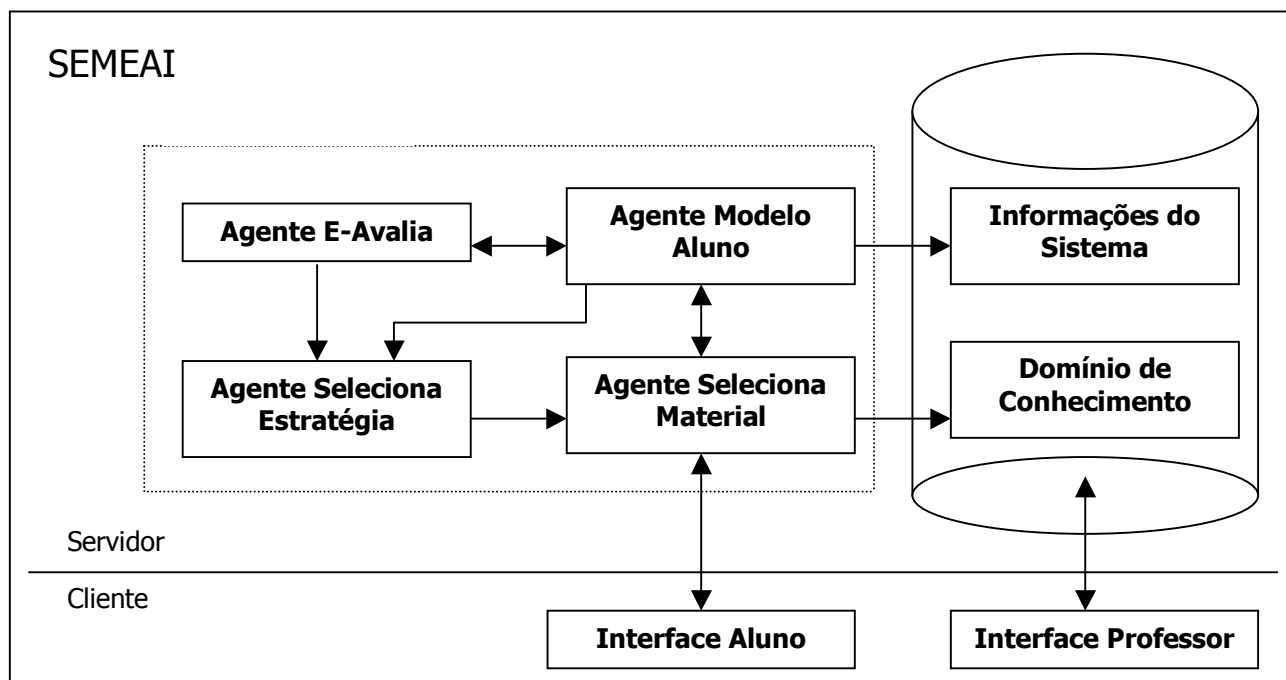 SEMEAI
Agente E-Avalia
Agente Modelo
Aluno
Informações do
Sistema
Agente Seleciona
Estratégia
Agente Seleciona
Material
Domínio de
Conhecimento
Servidor
Cliente
Interface Aluno
Interface Professor